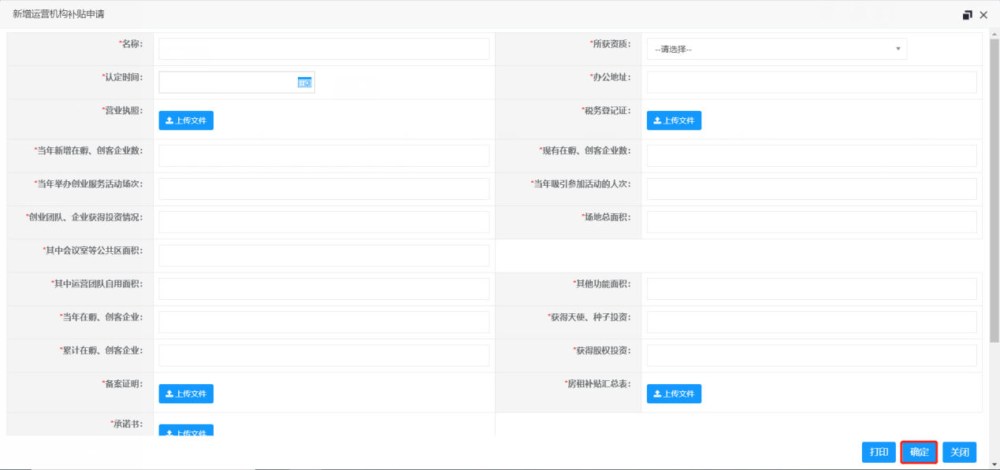 新增运营机构补贴申请
*名称:
*所获资质:
--请选择--
*认定时间:
*办公地址:
*营业执照:
上传文件
*税务登记证:
上传文件
*当年新增在孵、创客企业数:
*现有在孵、创客企业数:
*当年举办创业服务活动场次:
*当年吸引参加活动的人次:
*创业团队、企业获得投资情况:
*场地总面积:
*其中会议室等公共区面积:
*其中运营团队自用面积:
*其他功能面积:
*当年在孵、创客企业:
*获得天使、种子投资:
*累计在孵、创客企业:
*获得股权投资:
*备案证明:
上传文件
*房租补贴汇总表:
上传文件
*承诺书:
上传文件
打印
确定
关闭